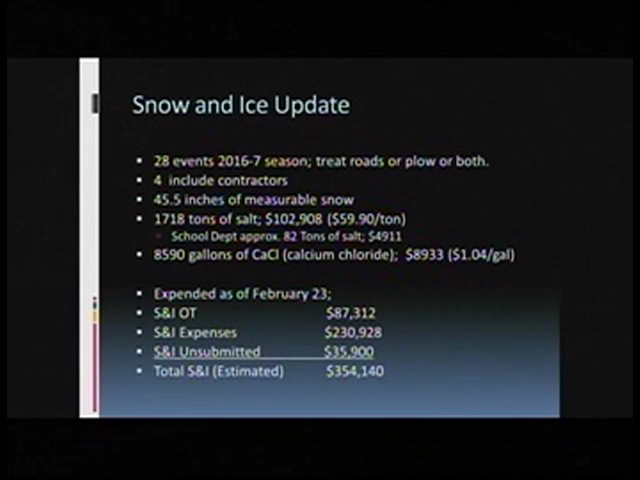 Snow and Ice Update
28 events 2016-7 season; treat roads or plow or both.
4 include contractors
45.5 inches of measurable snow
1718 tons of salt; $102,908 ($59.90/ton)
School Dept approx. 82 Tons of salt; $4911
8590 gallons of CaCl (calcium chloride); $8933 ($1.04/gal)
Expended as of February 23;
S&I OT $87,312
S&I Expenses $230,928
S&I Unsubmitted $35,900
Total S&I (Estimated) $354,140